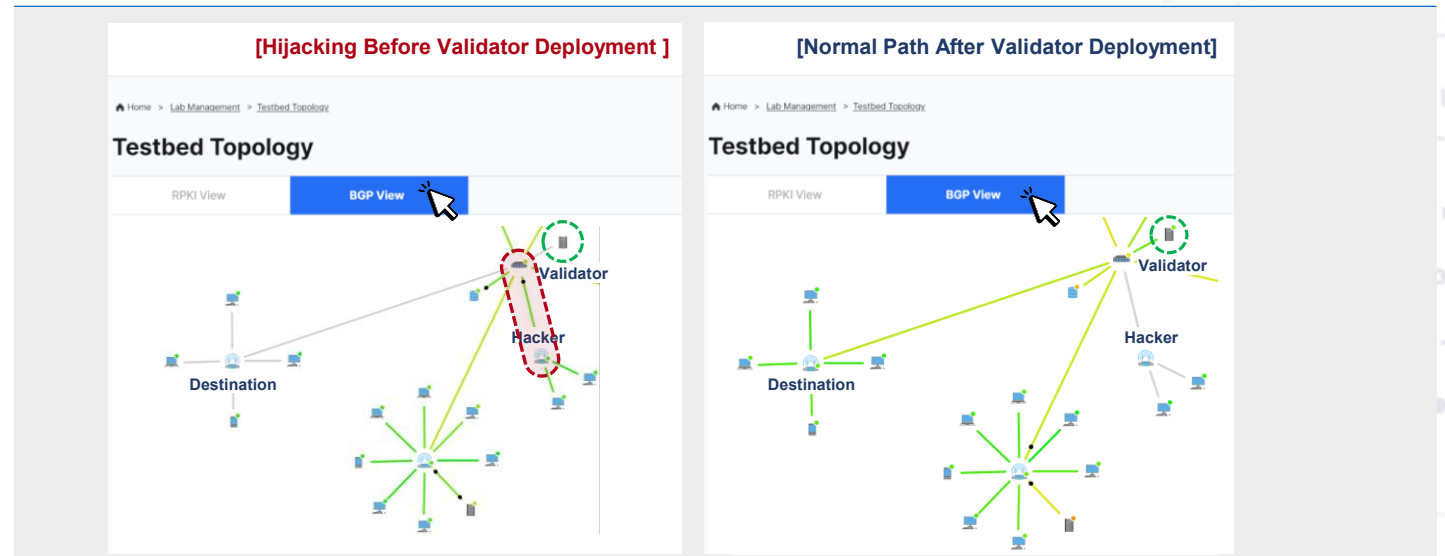 [Hijacking Before Validator Deployment ]
Home > Lab Management > Testbed Topology
Testbed Topology
RPKI View
BGP View
Validator
Hacker
Destination
[Normal Path After Validator Deployment]
Home > Lab Management > Testbed Topology
Testbed Topology
RPKI View
BGP View
Validator
Hacker
Destination